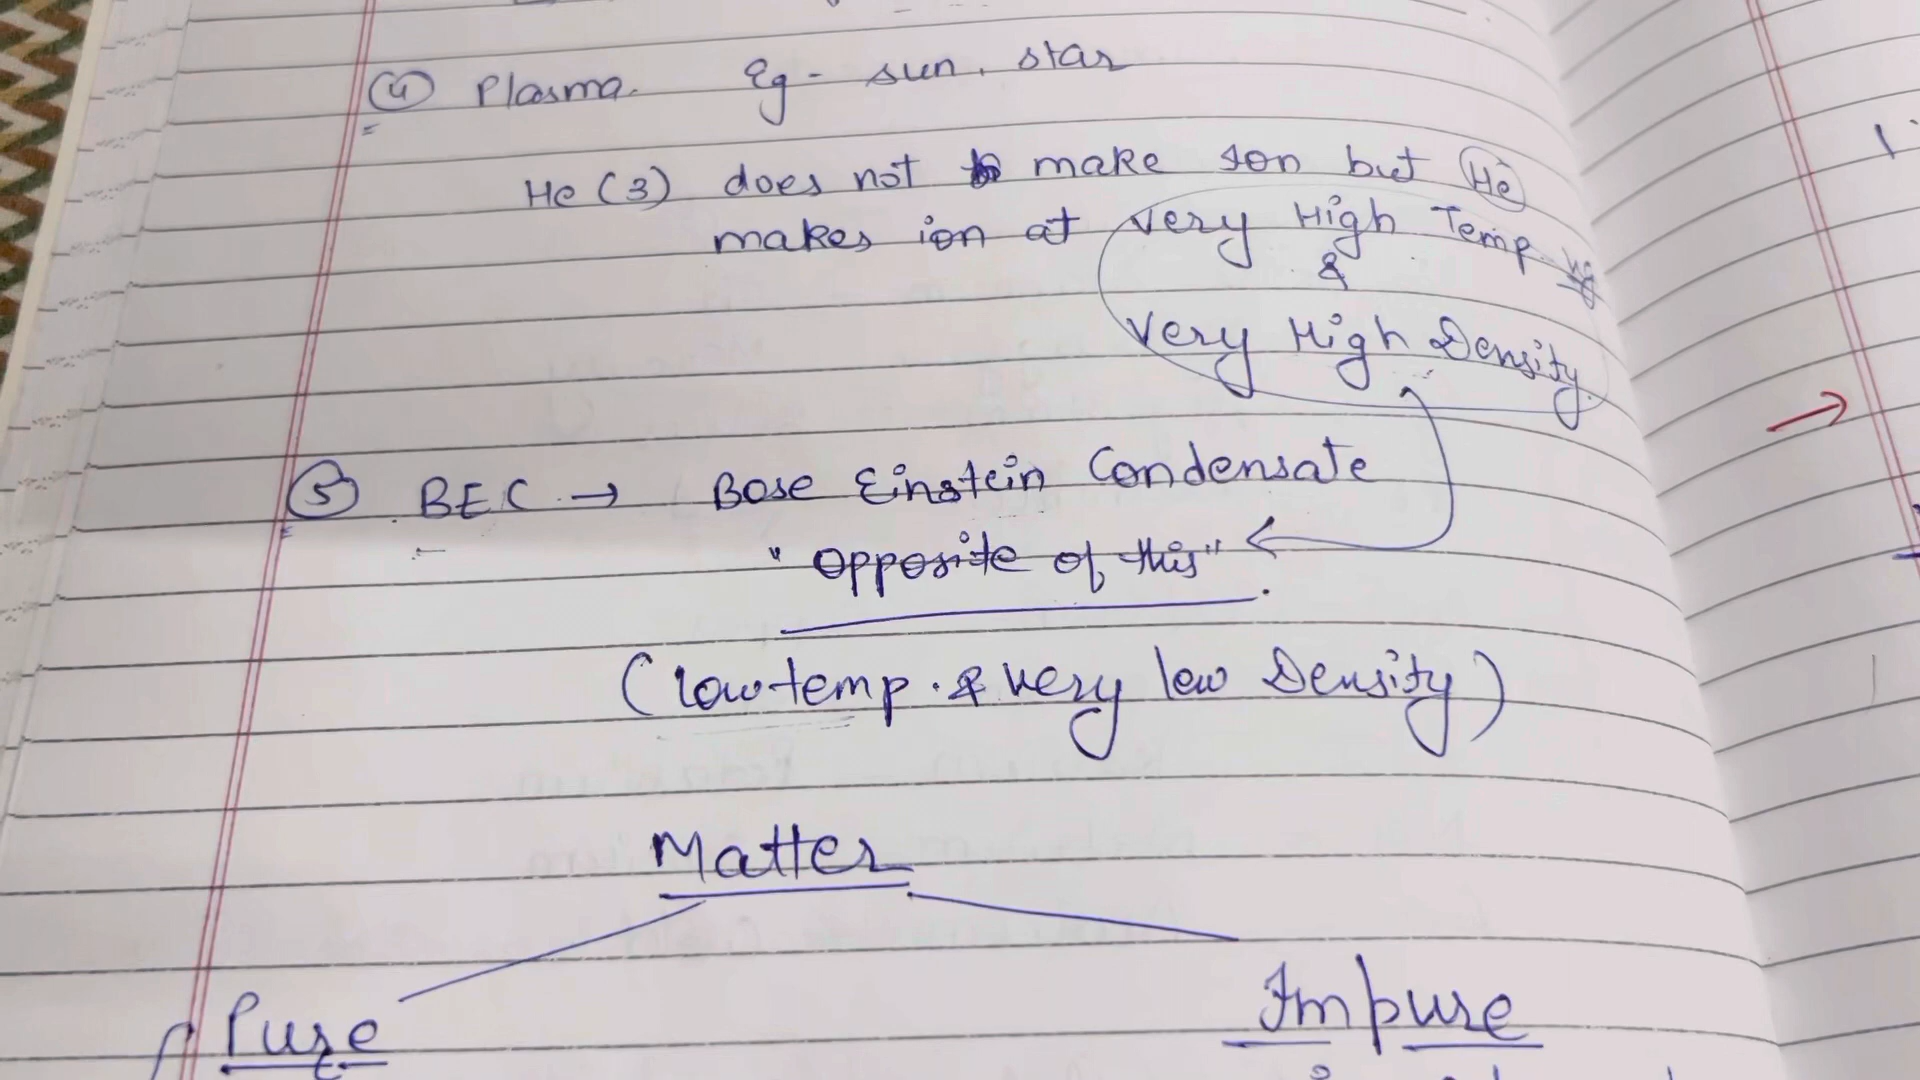 ④ Plasma. Eg - sun, star
He (3) does not make Ion but He
makes ion at very High Temp
&
Very High Density
⑤ BEC → Bose Einstein Condensate
" Opposite of this" .
(low temp. & very low Density)
Matter
Pure Impure